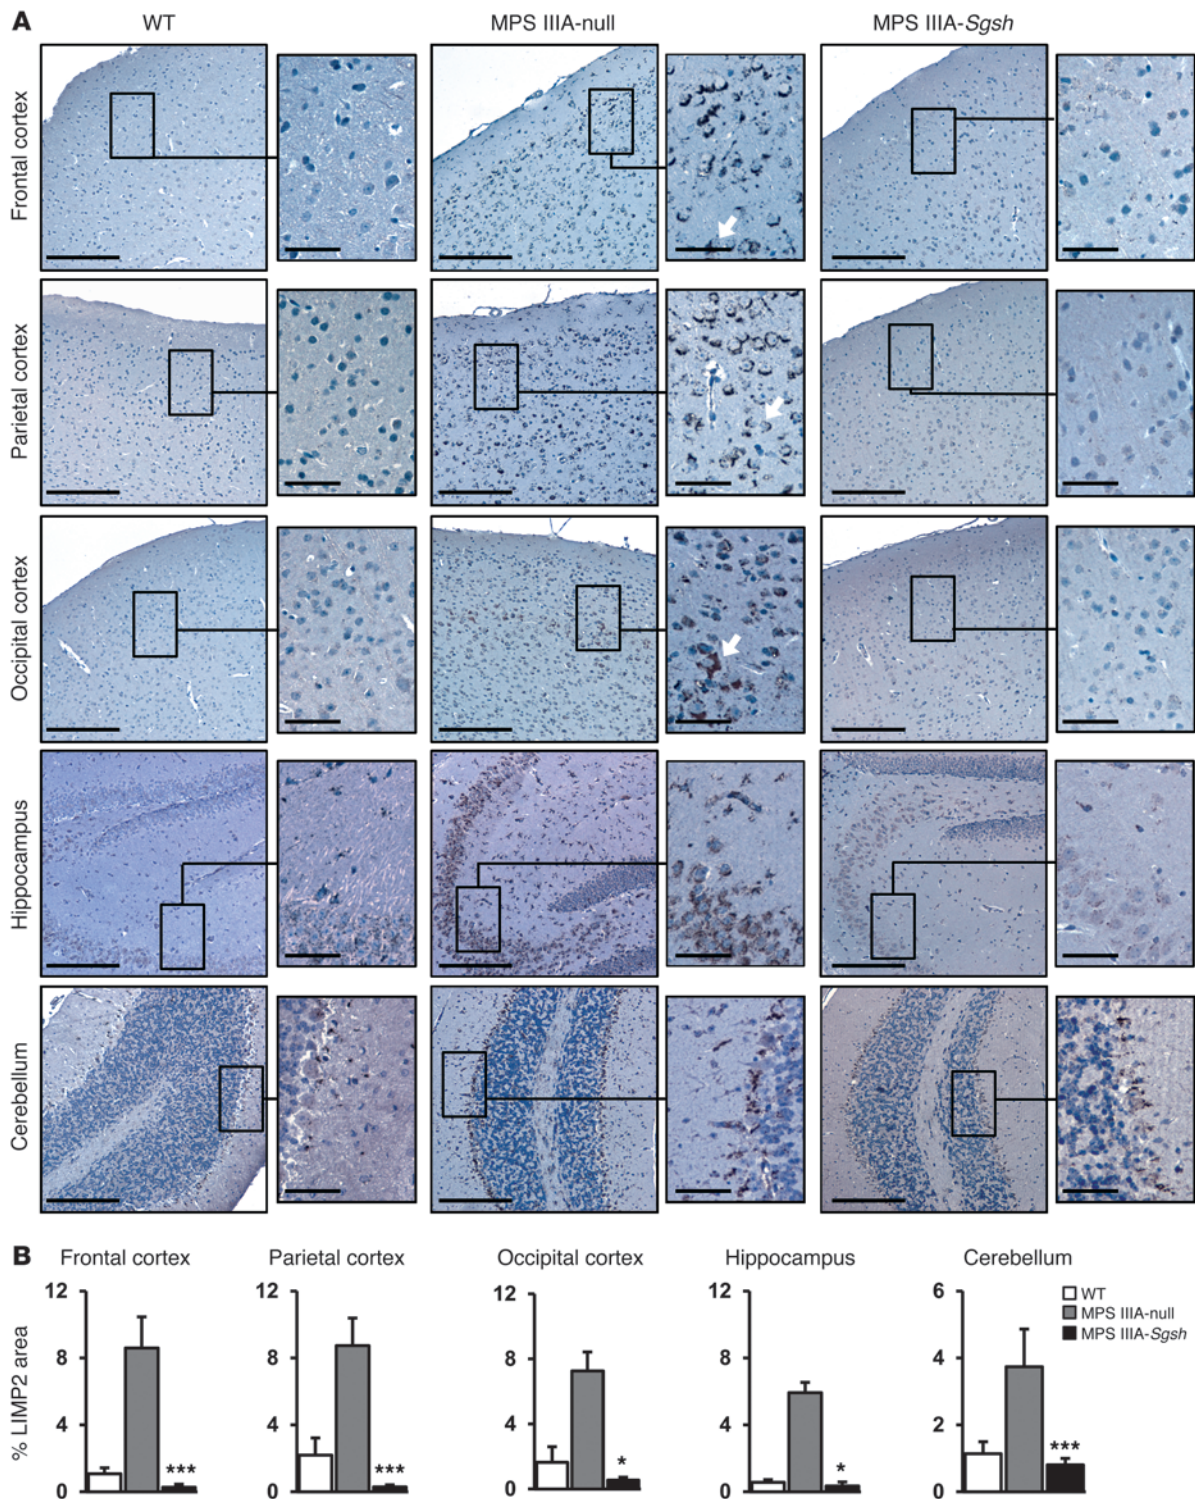 A
WT
MPS IIIA-null
MPS IIIA-Sgsh
Frontal cortex
Parietal cortex
Occipital cortex
Hippocampus
Cerebellum
B
Frontal cortex
Parietal cortex
Occipital cortex
Hippocampus
Cerebellum
% LIMP2 area
12
8
4
0
***
12
8
4
0
***
12
8
4
0
*
12
8
4
0
*
6
4
2
0
***
WT
MPS IIIA-null
MPS IIIA-Sgsh